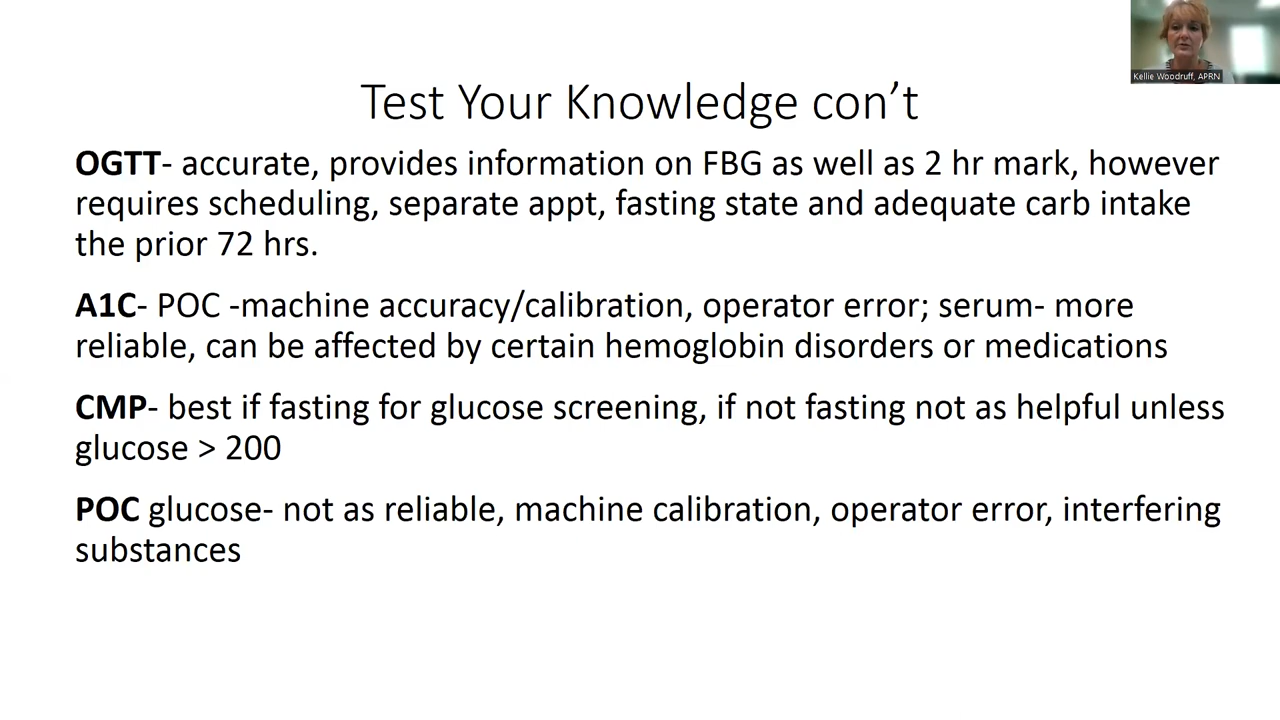 Kellie Woodruff, APRN
Test Your Knowledge con’t
OGTT- accurate, provides information on FBG as well as 2 hr mark, however
requires scheduling, separate appt, fasting state and adequate carb intake
the prior 72 hrs.
A1C- POC -machine accuracy/calibration, operator error; serum- more
reliable, can be affected by certain hemoglobin disorders or medications
CMP- best if fasting for glucose screening, if not fasting not as helpful unless
glucose > 200
POC glucose- not as reliable, machine calibration, operator error, interfering
substances